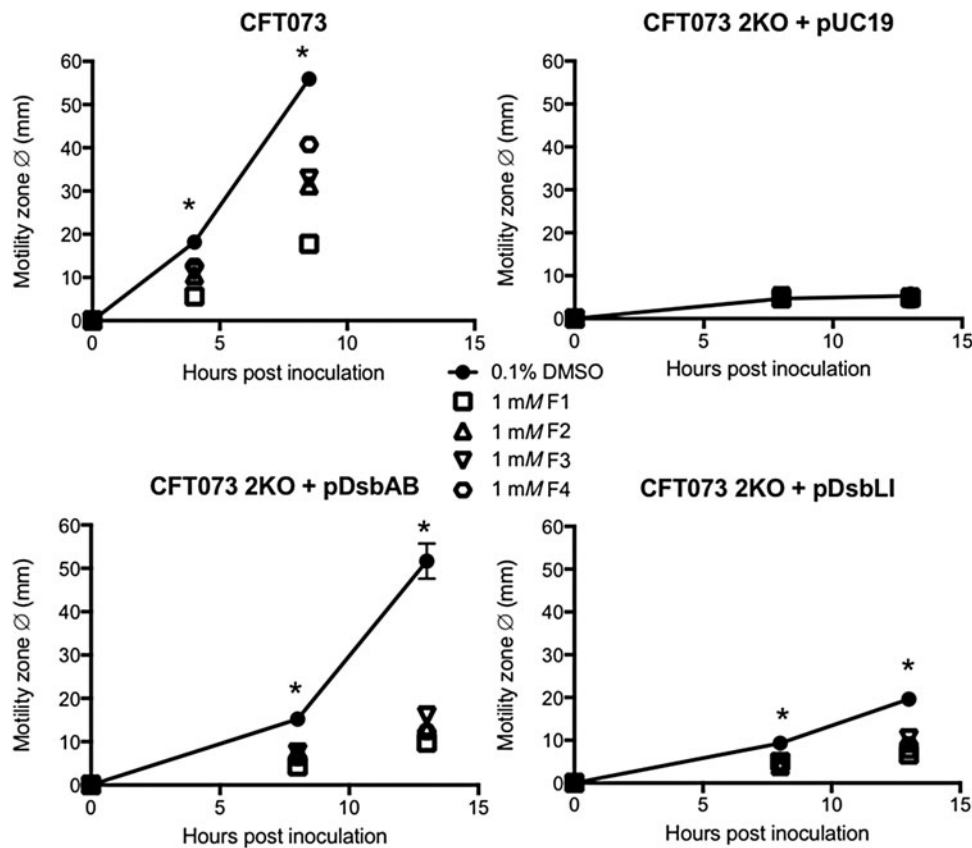 CFT073
Motility zone Ø (mm)
60
50
40
30
20
10
0
*
*
0
5
10
15
Hours post inoculation
CFT073 2KO + pUC19
Motility zone Ø (mm)
60
50
40
30
20
10
0
0
5
10
15
Hours post inoculation
0.1% DMSO
1 mM F1
1 mM F2
1 mM F3
1 mM F4
CFT073 2KO + pDsbAB
Motility zone Ø (mm)
60
50
40
30
20
10
0
*
*
0
5
10
15
Hours post inoculation
CFT073 2KO + pDsbLI
Motility zone Ø (mm)
60
50
40
30
20
10
0
*
*
0
5
10
15
Hours post inoculation